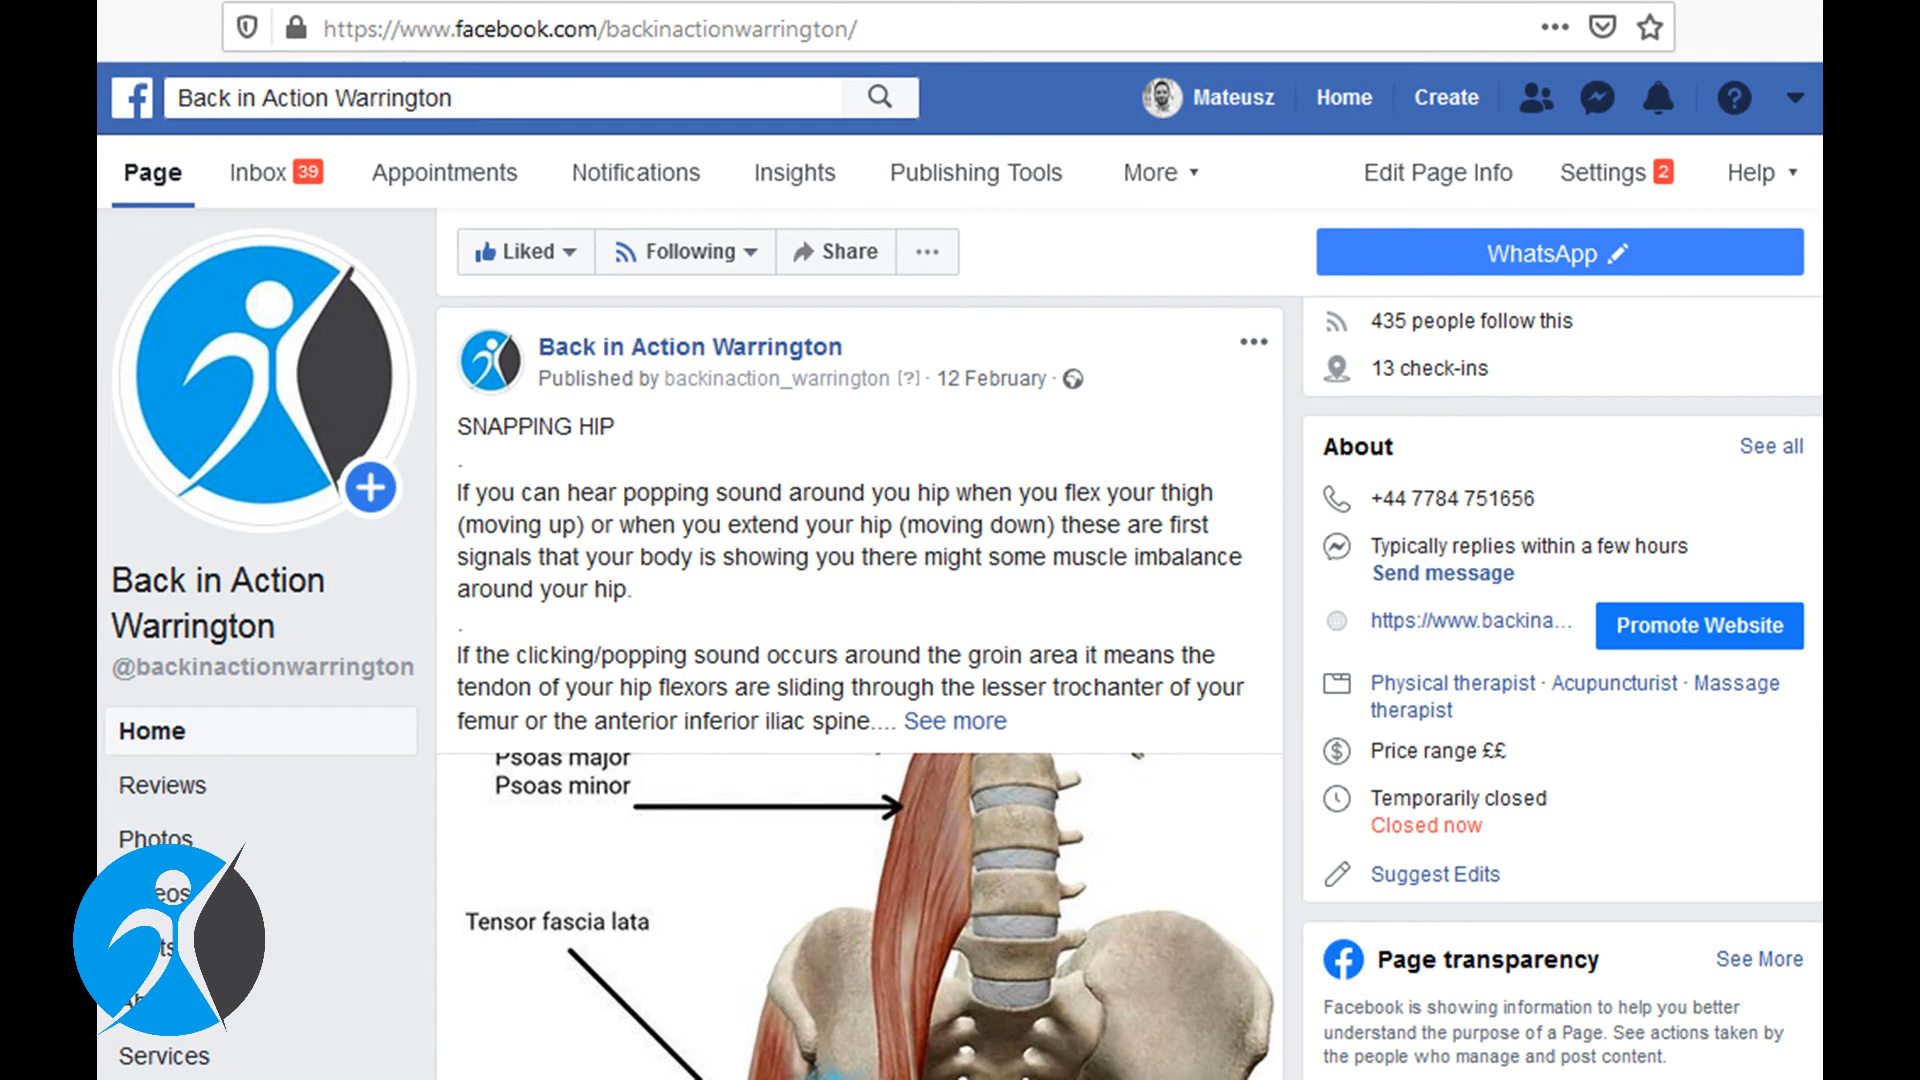 https://www.facebook.com/backinactionwarrington/
Back in Action Warrington
Mateusz
Home
Create
Page
Inbox 39
Appointments
Notifications
Insights
Publishing Tools
More
Edit Page Info
Settings 2
Help
Liked
Following
Share
WhatsApp
Back in Action
Warrington
@backinactionwarrington
Home
Reviews
Photos
Services
Back in Action Warrington
Published by backinaction_warrington [?] · 12 February ·
SNAPPING HIP
.
If you can hear popping sound around you hip when you flex your thigh
(moving up) or when you extend your hip (moving down) these are first
signals that your body is showing you there might some muscle imbalance
around your hip.
.
If the clicking/popping sound occurs around the groin area it means the
tendon of your hip flexors are sliding through the lesser trochanter of your
femur or the anterior inferior iliac spine.... See more
Psoas major
Psoas minor
Tensor fascia lata
435 people follow this
13 check-ins
About
See all
+44 7784 751656
Typically replies within a few hours
Send message
https://www.backina...
Promote Website
Physical therapist · Acupuncturist · Massage
therapist
Price range ££
Temporarily closed
Closed now
Suggest Edits
Page transparency
See More
Facebook is showing information to help you better
understand the purpose of a Page. See actions taken by
the people who manage and post content.